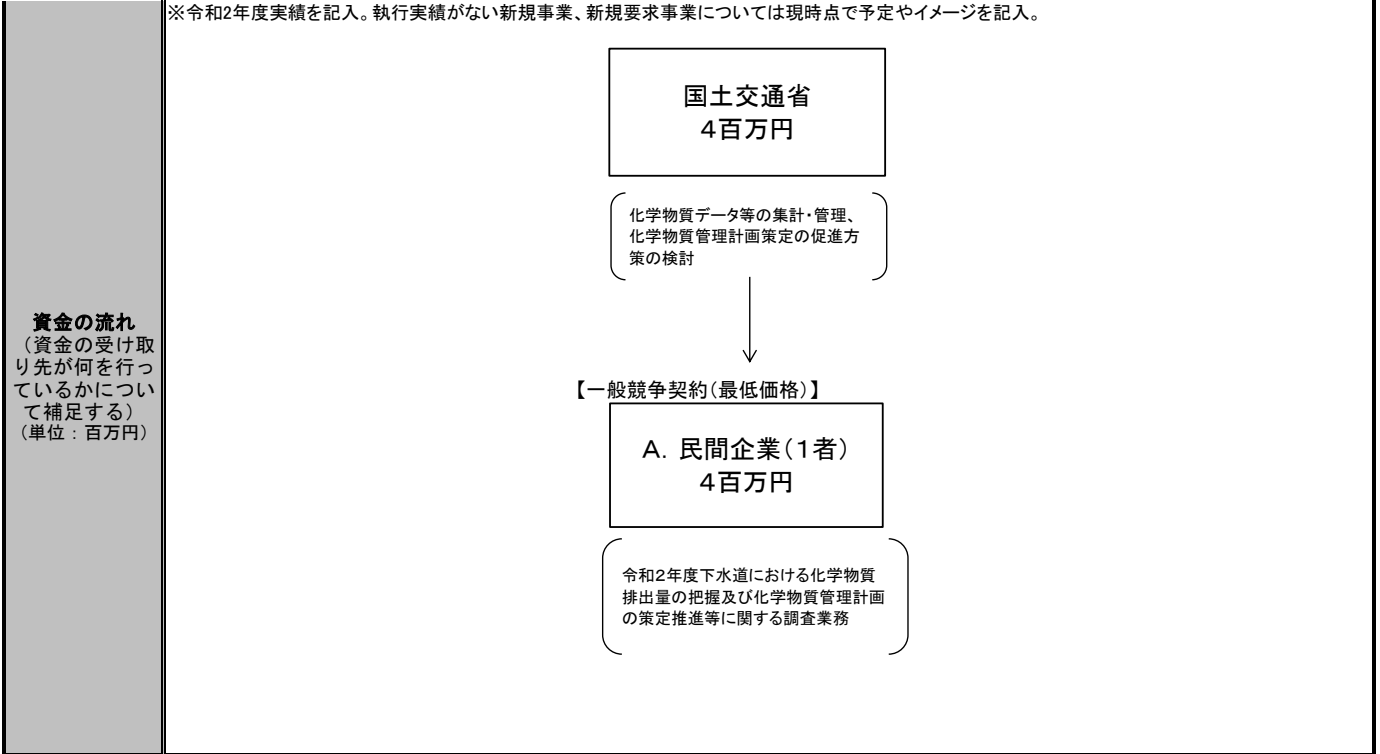 ※令和2年度実績を記入。執行実績がない新規事業、新規要求事業については現時点で予定やイメージを記入。
国土交通省
4百万円
化学物質データ等の集計・管理、
化学物質管理計画策定の促進方
策の検討
資金の流れ
（資金の受け取
り先が何を行っ
ているかについ
て補足する）
（単位：百万円）
【一般競争契約（最低価格）】
A．民間企業（１者）
4百万円
令和２年度下水道における化学物質
排出量の把握及び化学物質管理計画
の策定推進等に関する調査業務